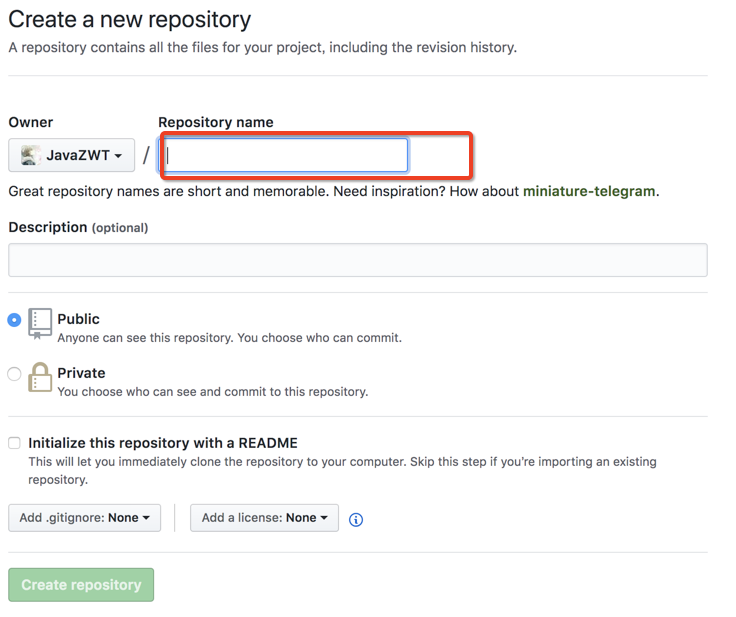 Create a new repository
A repository contains all the files for your project, including the revision history.
Owner
Repository name
JavaZWT /
Great repository names are short and memorable. Need inspiration? How about miniature-telegram.
Description (optional)
Public
Anyone can see this repository. You choose who can commit.
Private
You choose who can see and commit to this repository.
Initialize this repository with a README
This will let you immediately clone the repository to your computer. Skip this step if you’re importing an existing
repository.
Add .gitignore: None
Add a license: None
Create repository